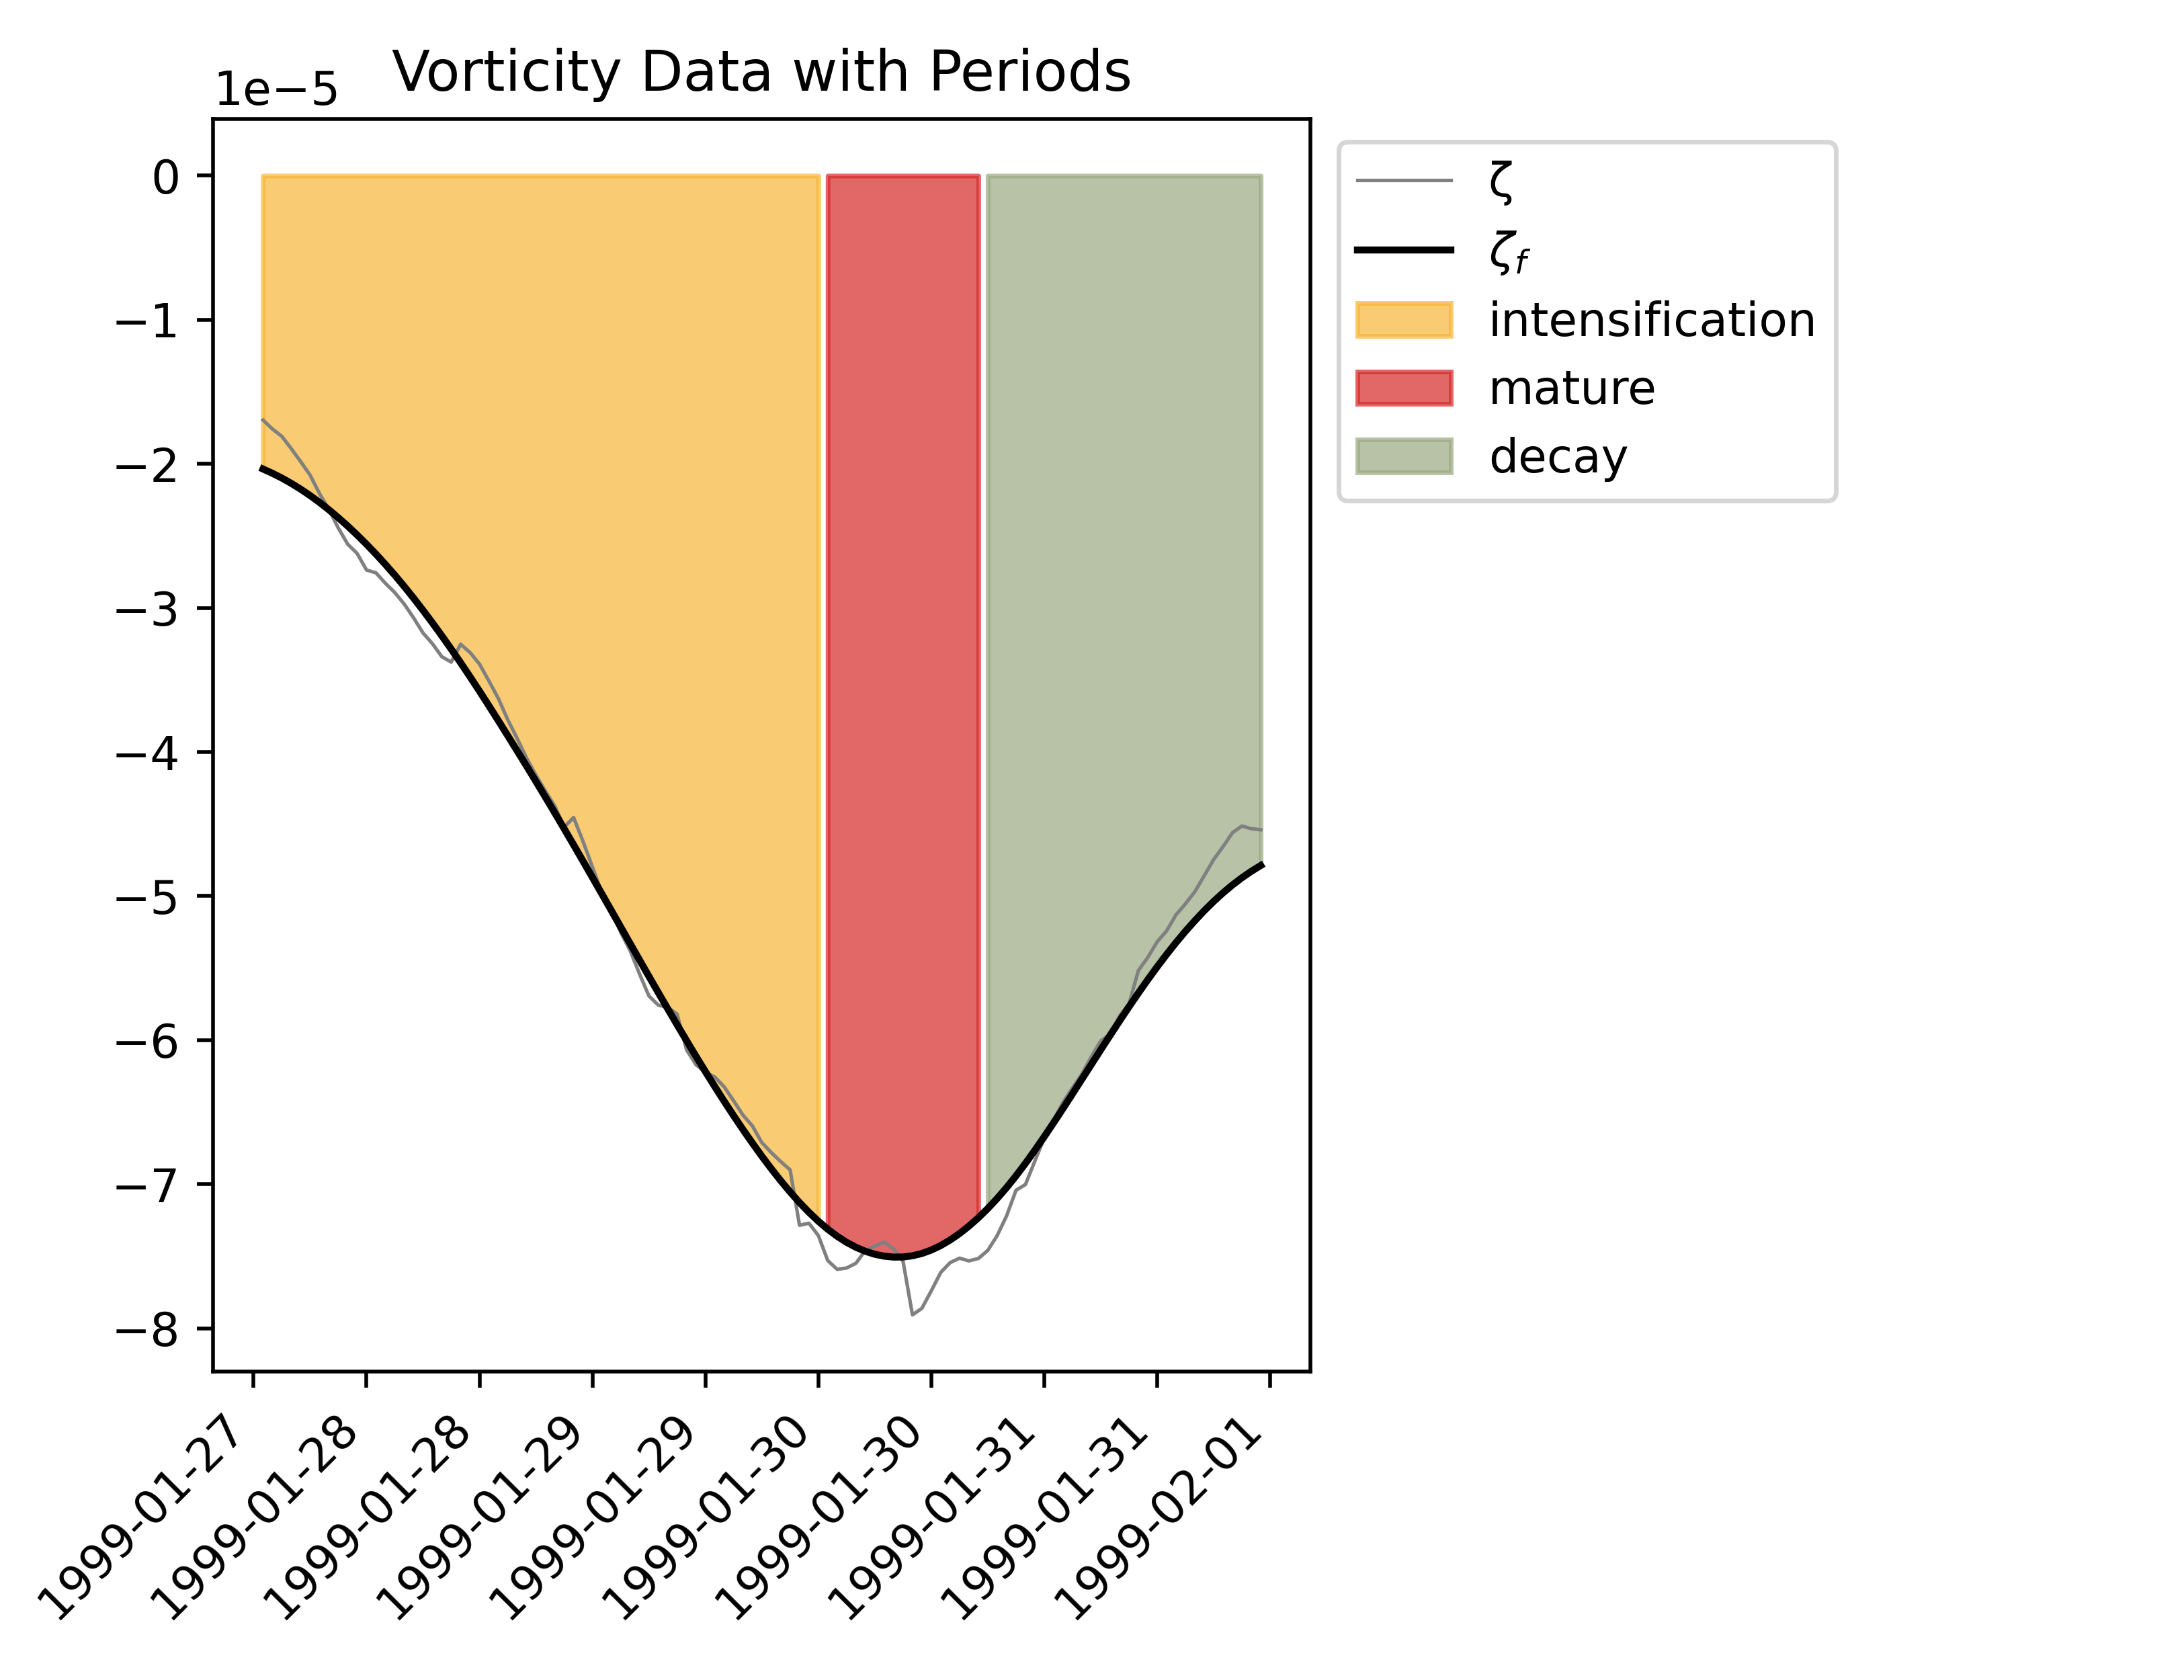 Vorticity Data with Periods
1e−5
0
−1
−2
−3
−4
−5
−6
−7
−8
1999-01-27
1999-01-28
1999-01-28
1999-01-29
1999-01-29
1999-01-30
1999-01-30
1999-01-31
1999-01-31
1999-02-01
ζ
ζf
intensification
mature
decay